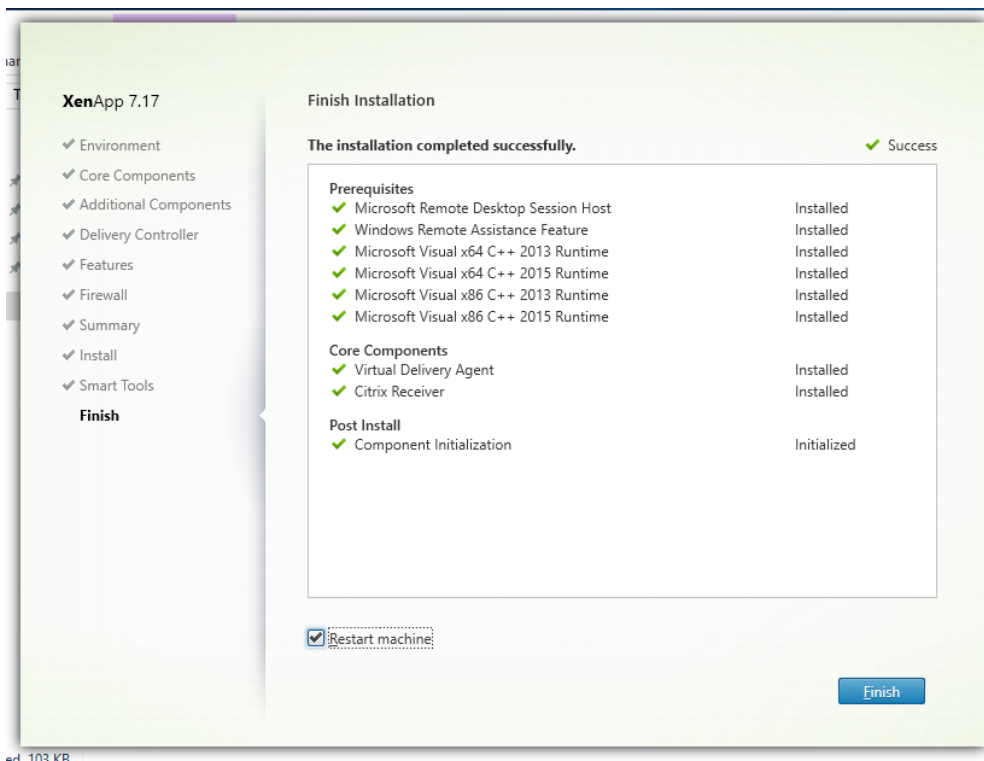 XenApp 7.17
Environment
Core Components
Additional Components
Delivery Controller
Features
Firewall
Summary
Install
Smart Tools
Finish
Finish Installation
The installation completed successfully. Success
Prerequisites
Microsoft Remote Desktop Session Host Installed
Windows Remote Assistance Feature Installed
Microsoft Visual x64 C++ 2013 Runtime Installed
Microsoft Visual x64 C++ 2015 Runtime Installed
Microsoft Visual x86 C++ 2013 Runtime Installed
Microsoft Visual x86 C++ 2015 Runtime Installed
Core Components
Virtual Delivery Agent Installed
Citrix Receiver Installed
Post Install
Component Initialization Initialized
Restart machine
Finish
103 KB